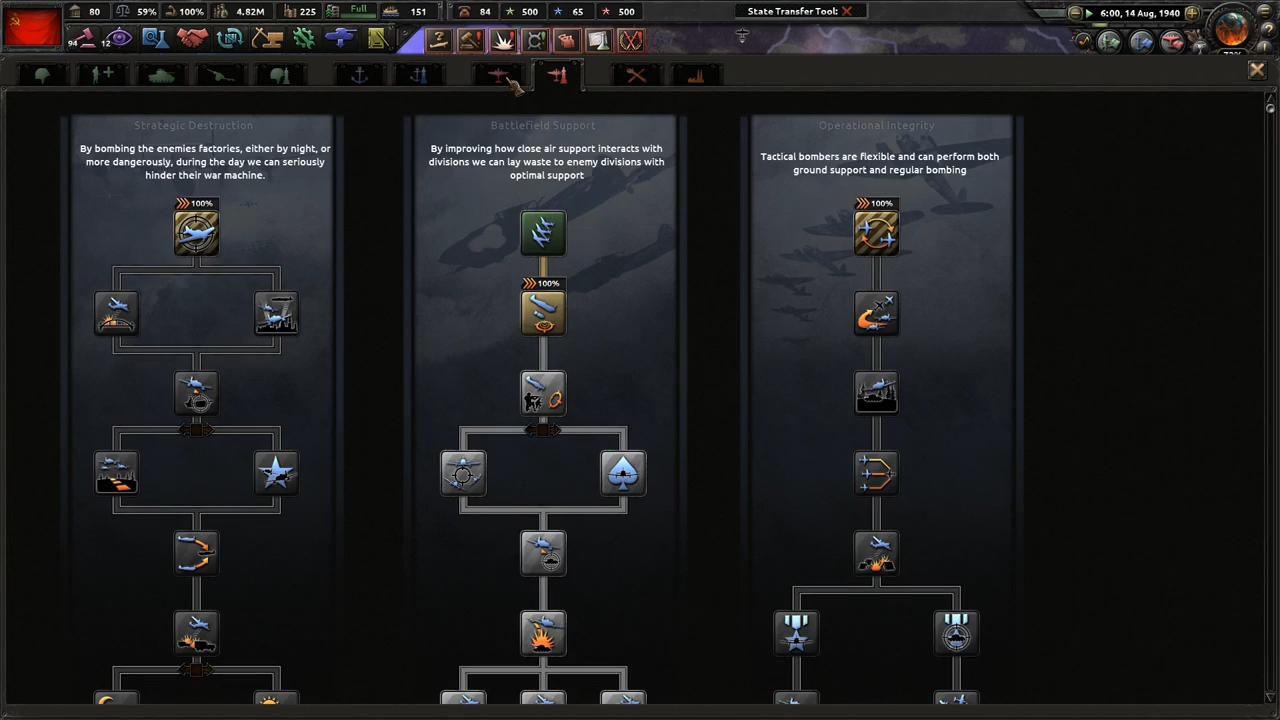 80 59% 100% 4.82M 225 Full 151 84 500 65 500 State Transfer Tool: 6:00, 14 Aug, 1940
94 12
Strategic Destruction
By bombing the enemies factories, either by night, or
more dangerously, during the day we can seriously
hinder their war machine.
100%
Battlefield Support
By improving how close air support interacts with
divisions we can lay waste to enemy divisions with
optimal support
100%
Operational Integrity
Tactical bombers are flexible and can perform both
ground support and regular bombing
100%